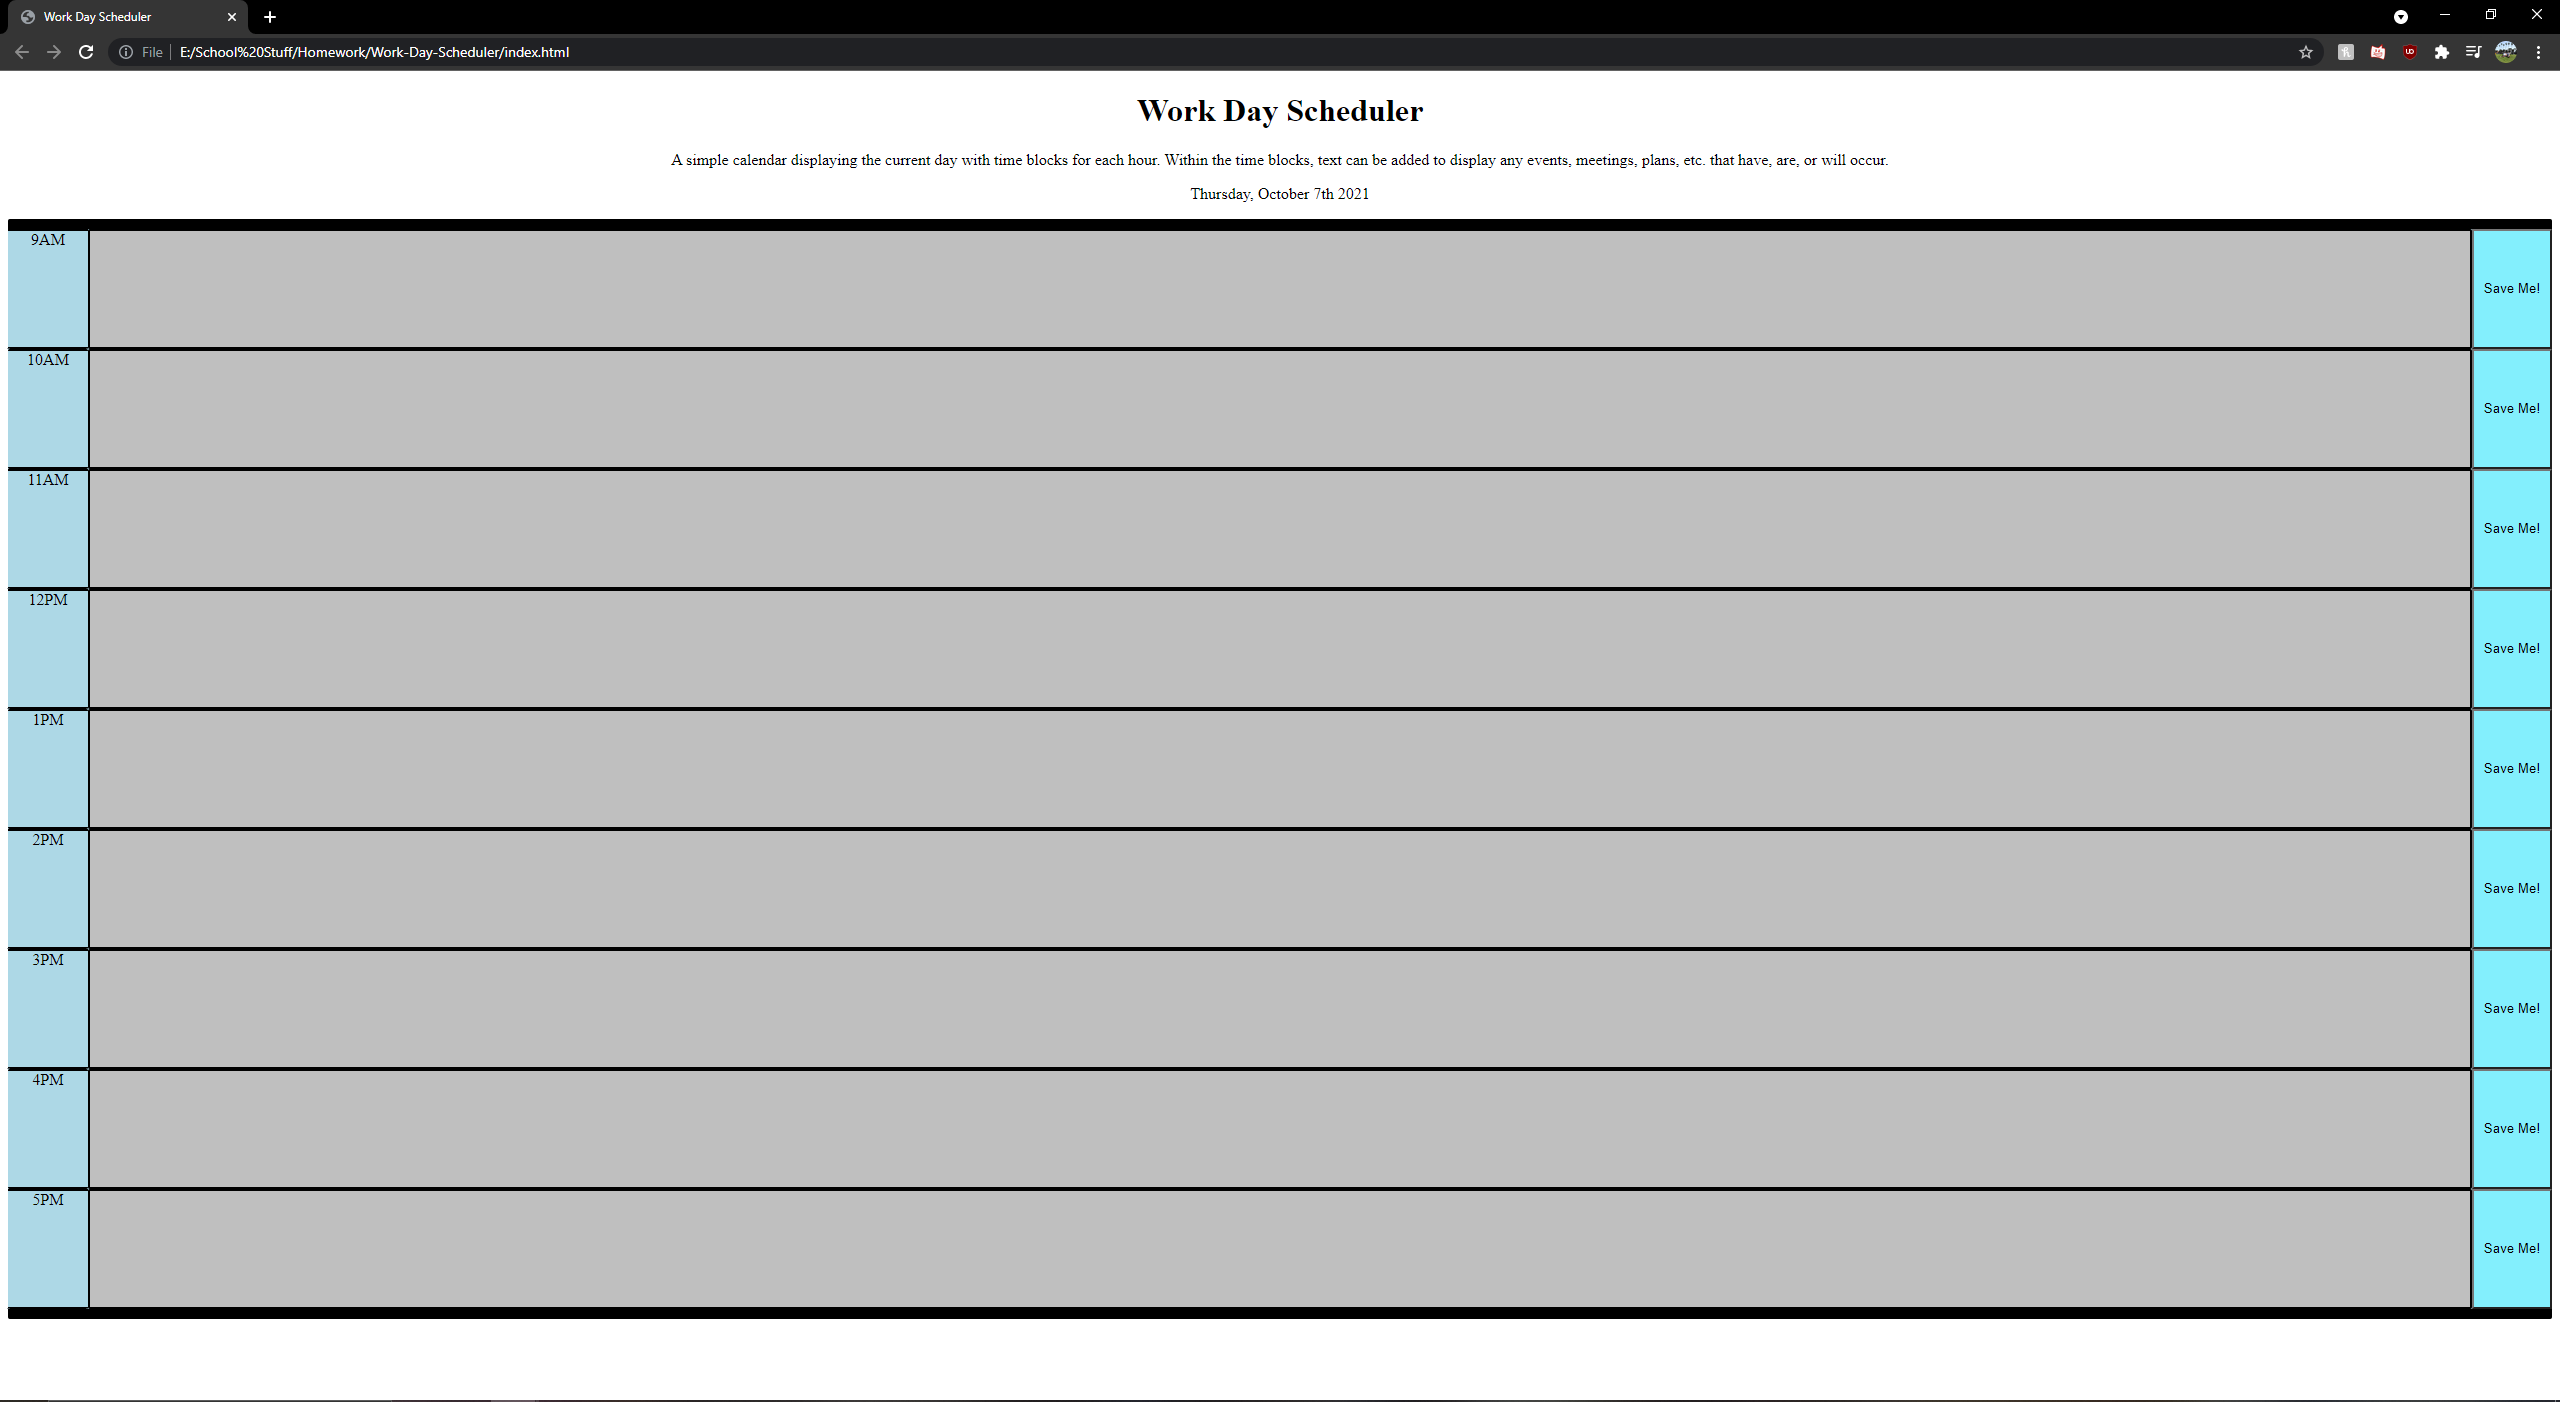 Work Day Scheduler
File E:/School%20Stuff/Homework/Work-Day-Scheduler/index.html
Work Day Scheduler
A simple calendar displaying the current day with time blocks for each hour. Within the time blocks, text can be added to display any events, meetings, plans, etc. that have, are, or will occur.
Thursday, October 7th 2021
9AM
Save Me!
10AM
Save Me!
11AM
Save Me!
12PM
Save Me!
1PM
Save Me!
2PM
Save Me!
3PM
Save Me!
4PM
Save Me!
5PM
Save Me!